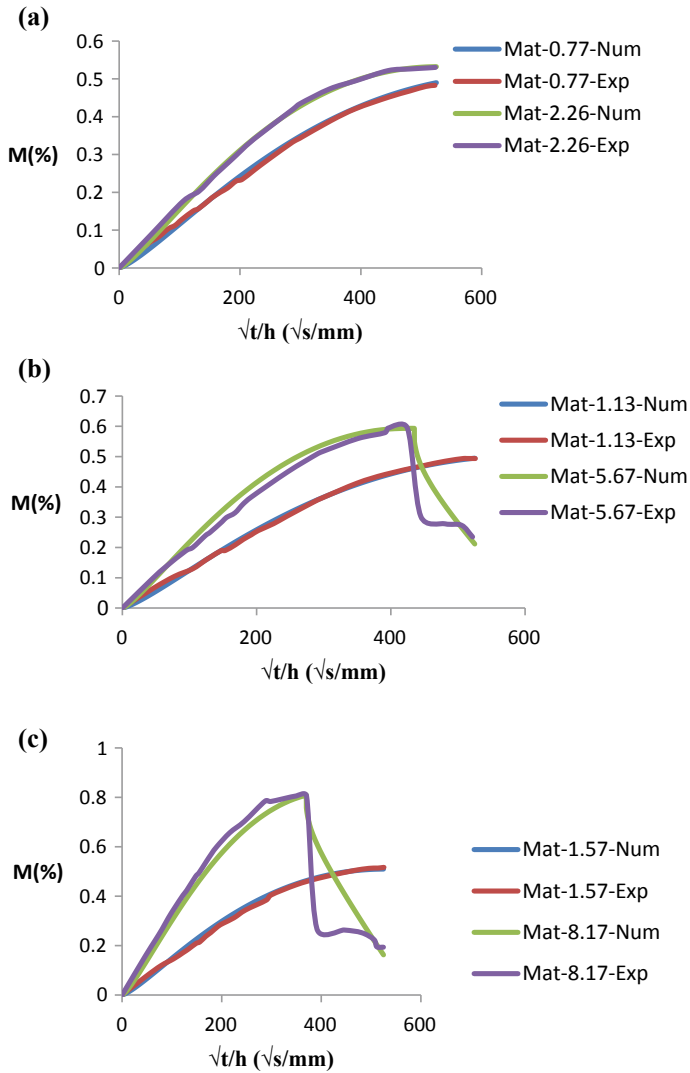 (a)
0.6
0.5
0.4
0.3
0.2
0.1
0
M(%)
0 200 400 600
√t/h (√s/mm)
Mat-0.77-Num
Mat-0.77-Exp
Mat-2.26-Num
Mat-2.26-Exp
(b)
0.7
0.6
0.5
0.4
0.3
0.2
0.1
0
M(%)
0 200 400 600
√t/h (√s/mm)
Mat-1.13-Num
Mat-1.13-Exp
Mat-5.67-Num
Mat-5.67-Exp
(c)
1
0.8
0.6
0.4
0.2
0
M(%)
0 200 400 600
√t/h (√s/mm)
Mat-1.57-Num
Mat-1.57-Exp
Mat-8.17-Num
Mat-8.17-Exp